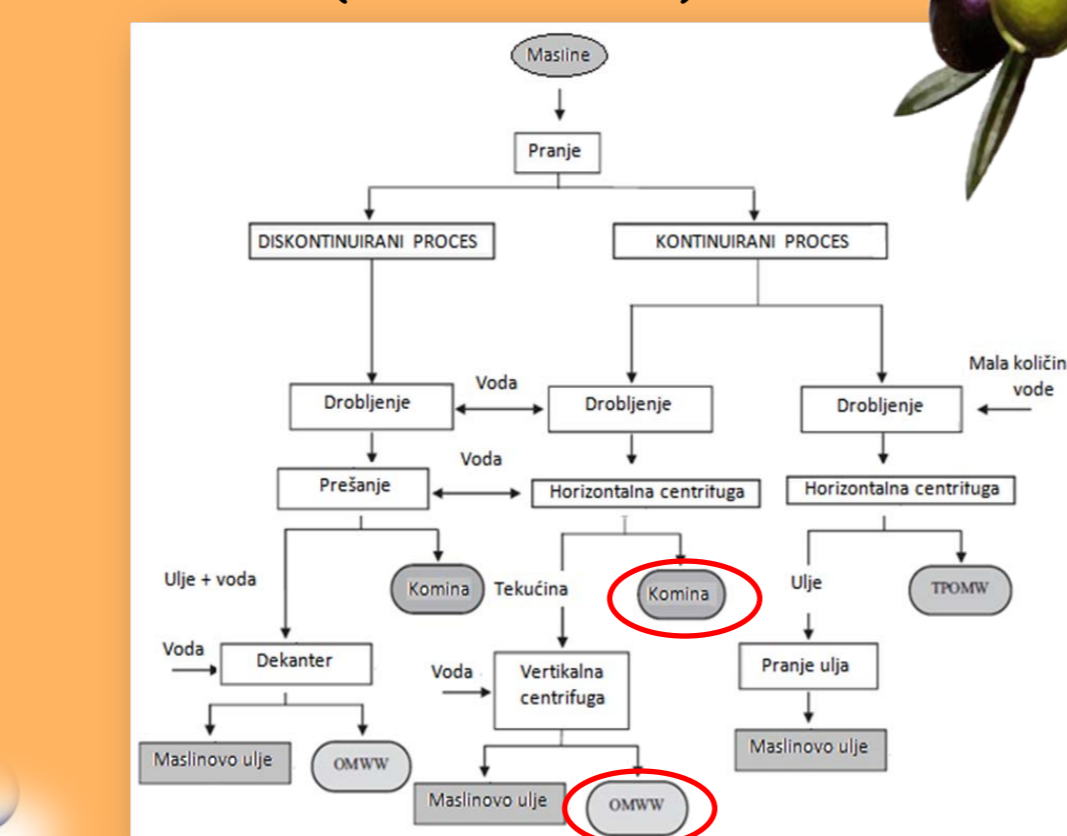 Masline
Pranje
DISKONTINUIRANI PROCES
KONTINUIRANI PROCES
Mala količin
vode
Voda
Drobljenje
Drobljenje
Drobljenje
Voda
Prešanje
Horizontalna centrifuga
Horizontalna centrifuga
Ulje + voda
Komina
Tekućina
Komina
Ulje
TPOMW
Voda
Dekanter
Voda
Vertikalna
centrifuga
Pranje ulja
Maslinovo ulje
OMWW
Maslinovo ulje
OMWW
Maslinovo ulje